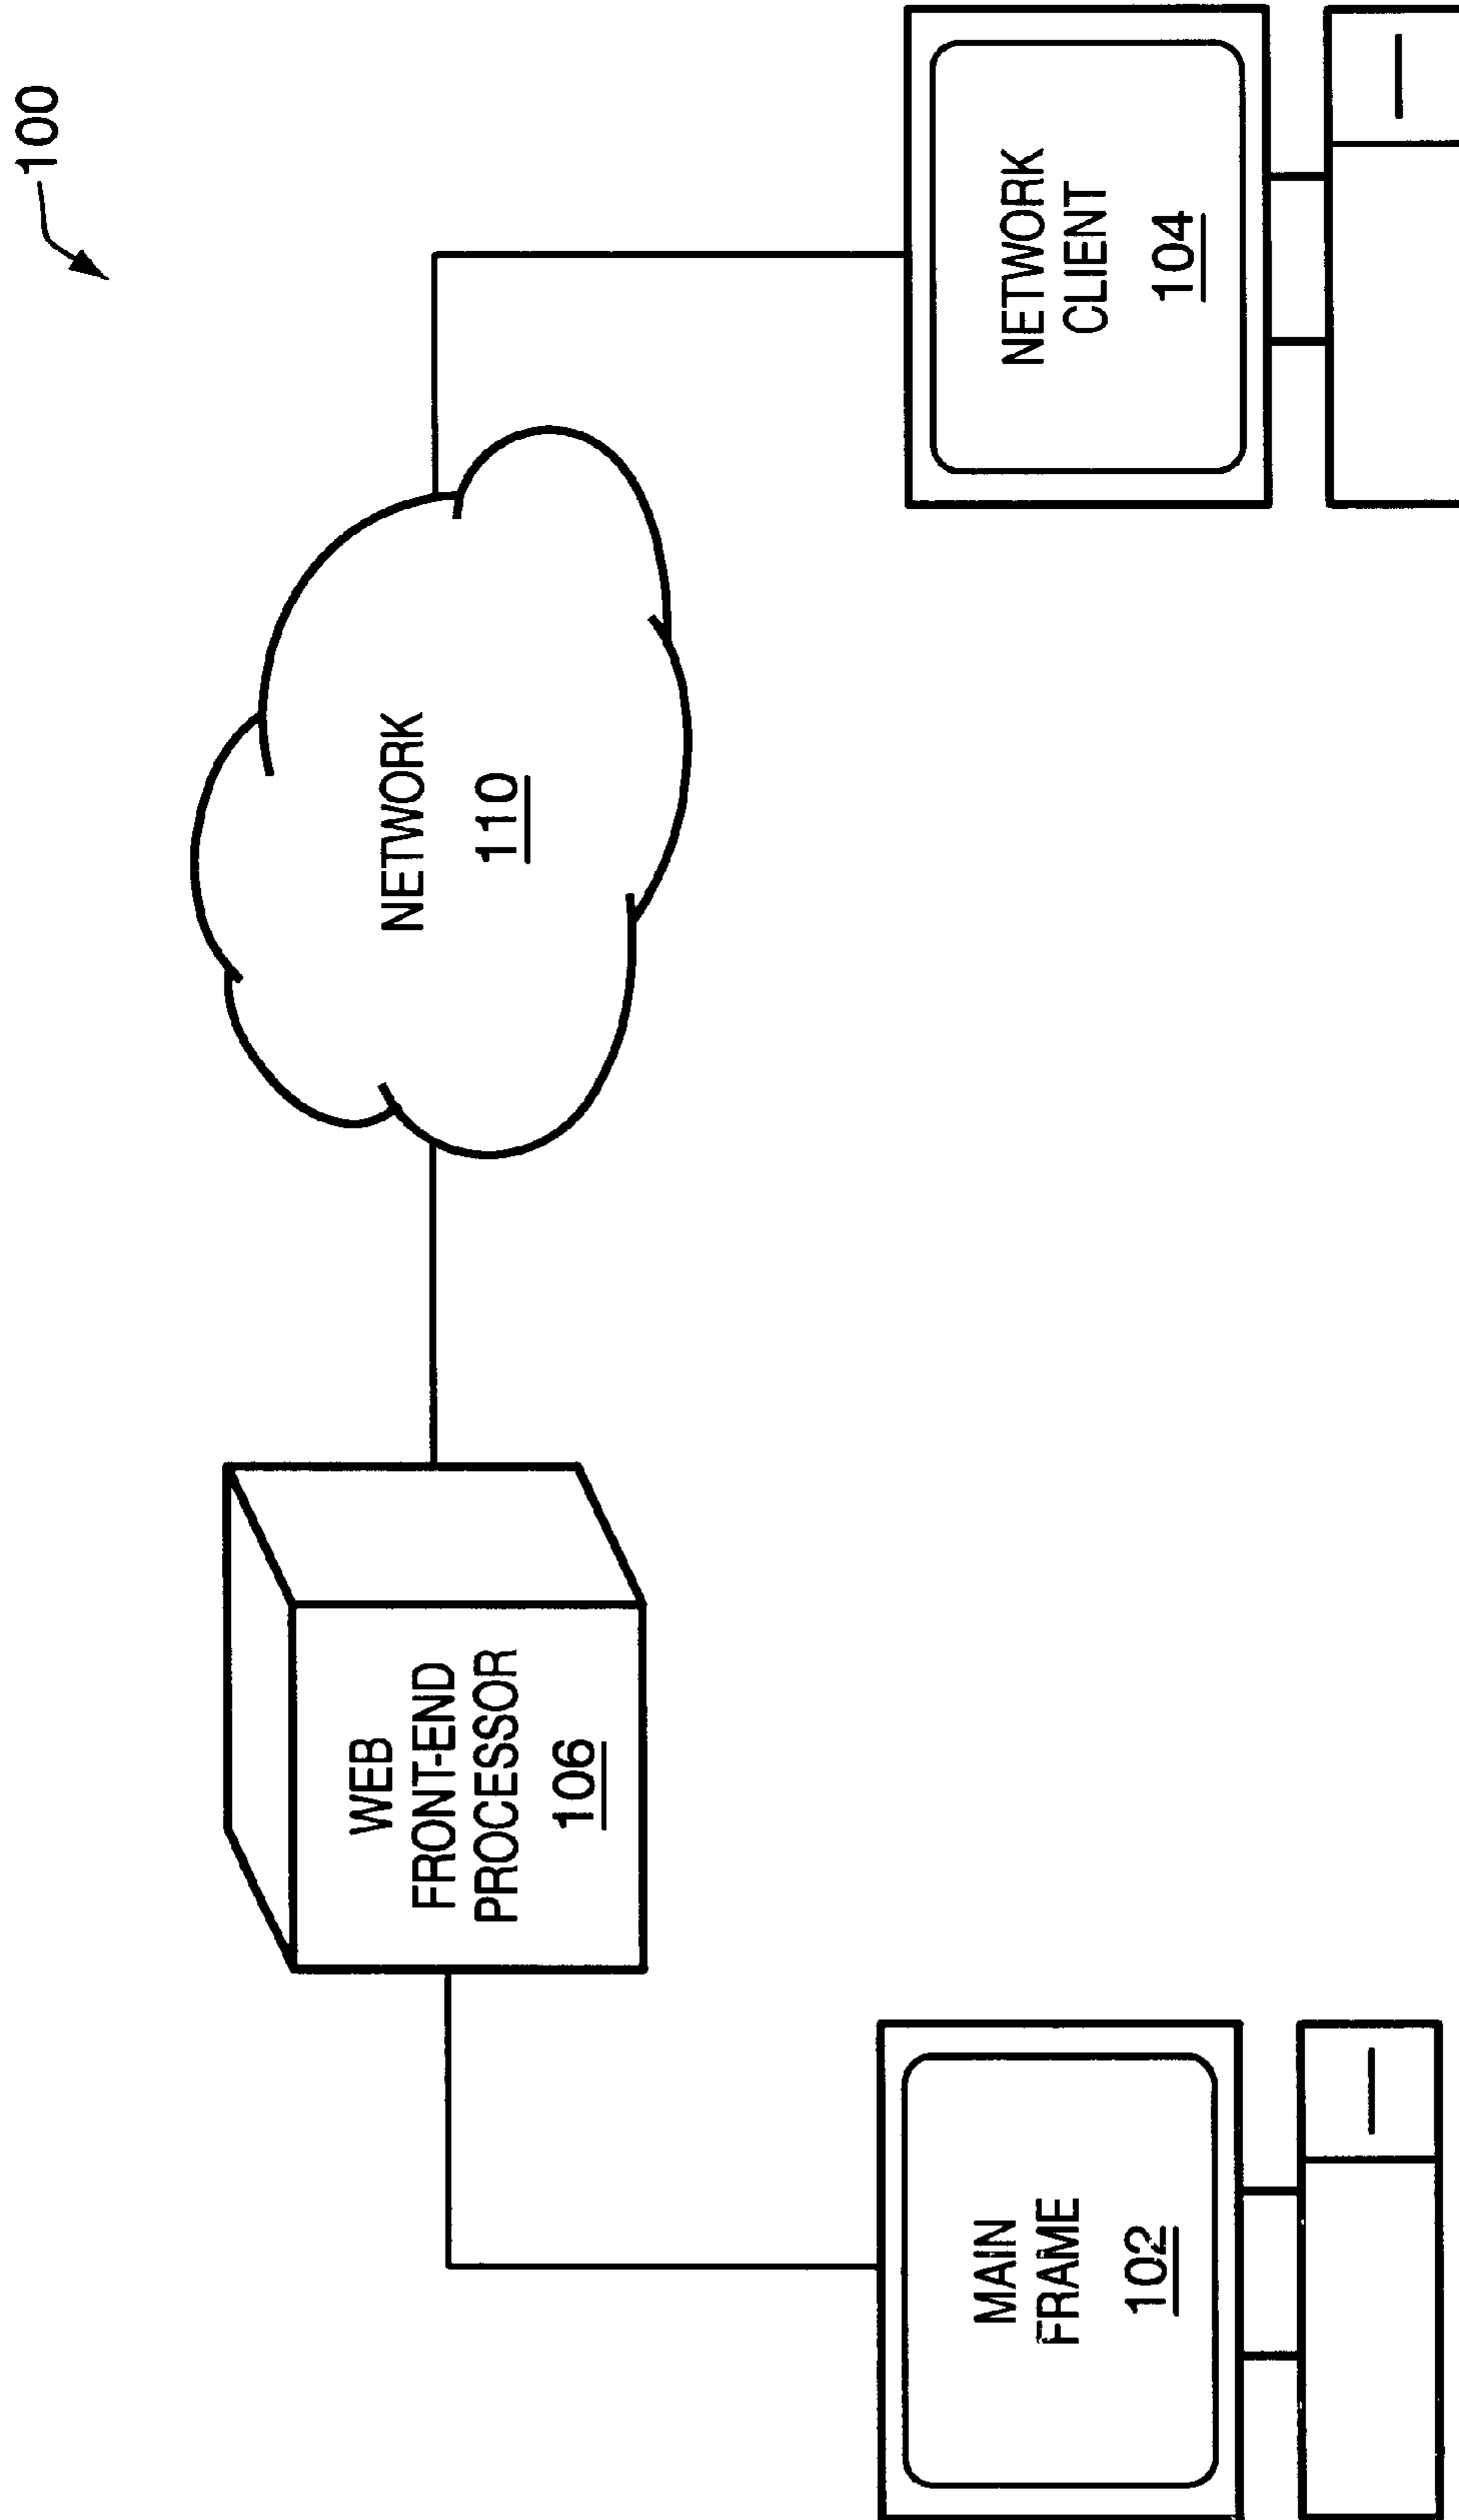 100
WEB
FRONT-END
PROCESSOR
106
NETWORK
110
MAIN
FRAME
102
NETWORK
CLIENT
104